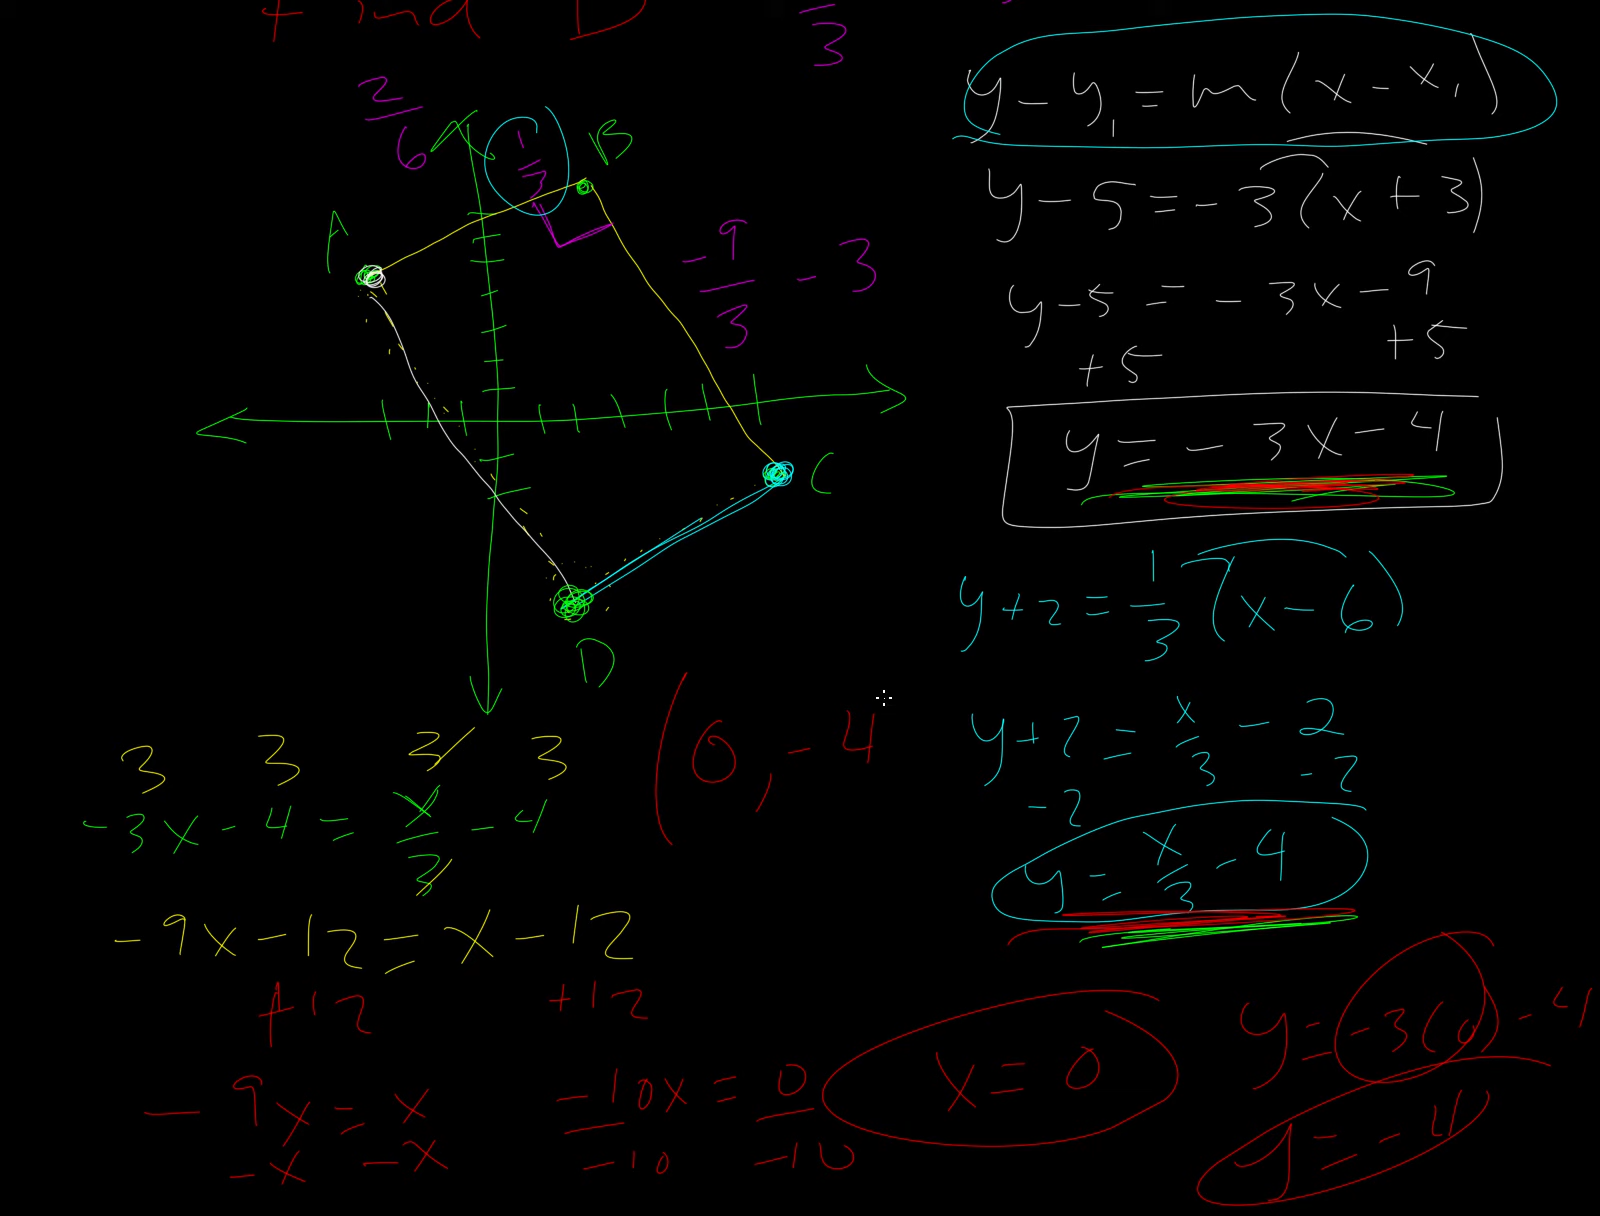 Find D
3
2
6
1
3
A
B
-9
3
-3
C
D
y-y₁=m(x-x₁)
y-5=-3(x+3)
y-5=-3x-9
+5 +5
y=-3x-4
y+2=1/3(x-6)
y+2=x/3-2
-2 -2
y=x/3-4
(0,-4
3 3 3 3
-3x-4=x/3-4
-9x-12=x-12
+12 +12
-9x=x
-x -x
-10x=0
-10 -10
x=0
y=-3(0)-4
y=-4